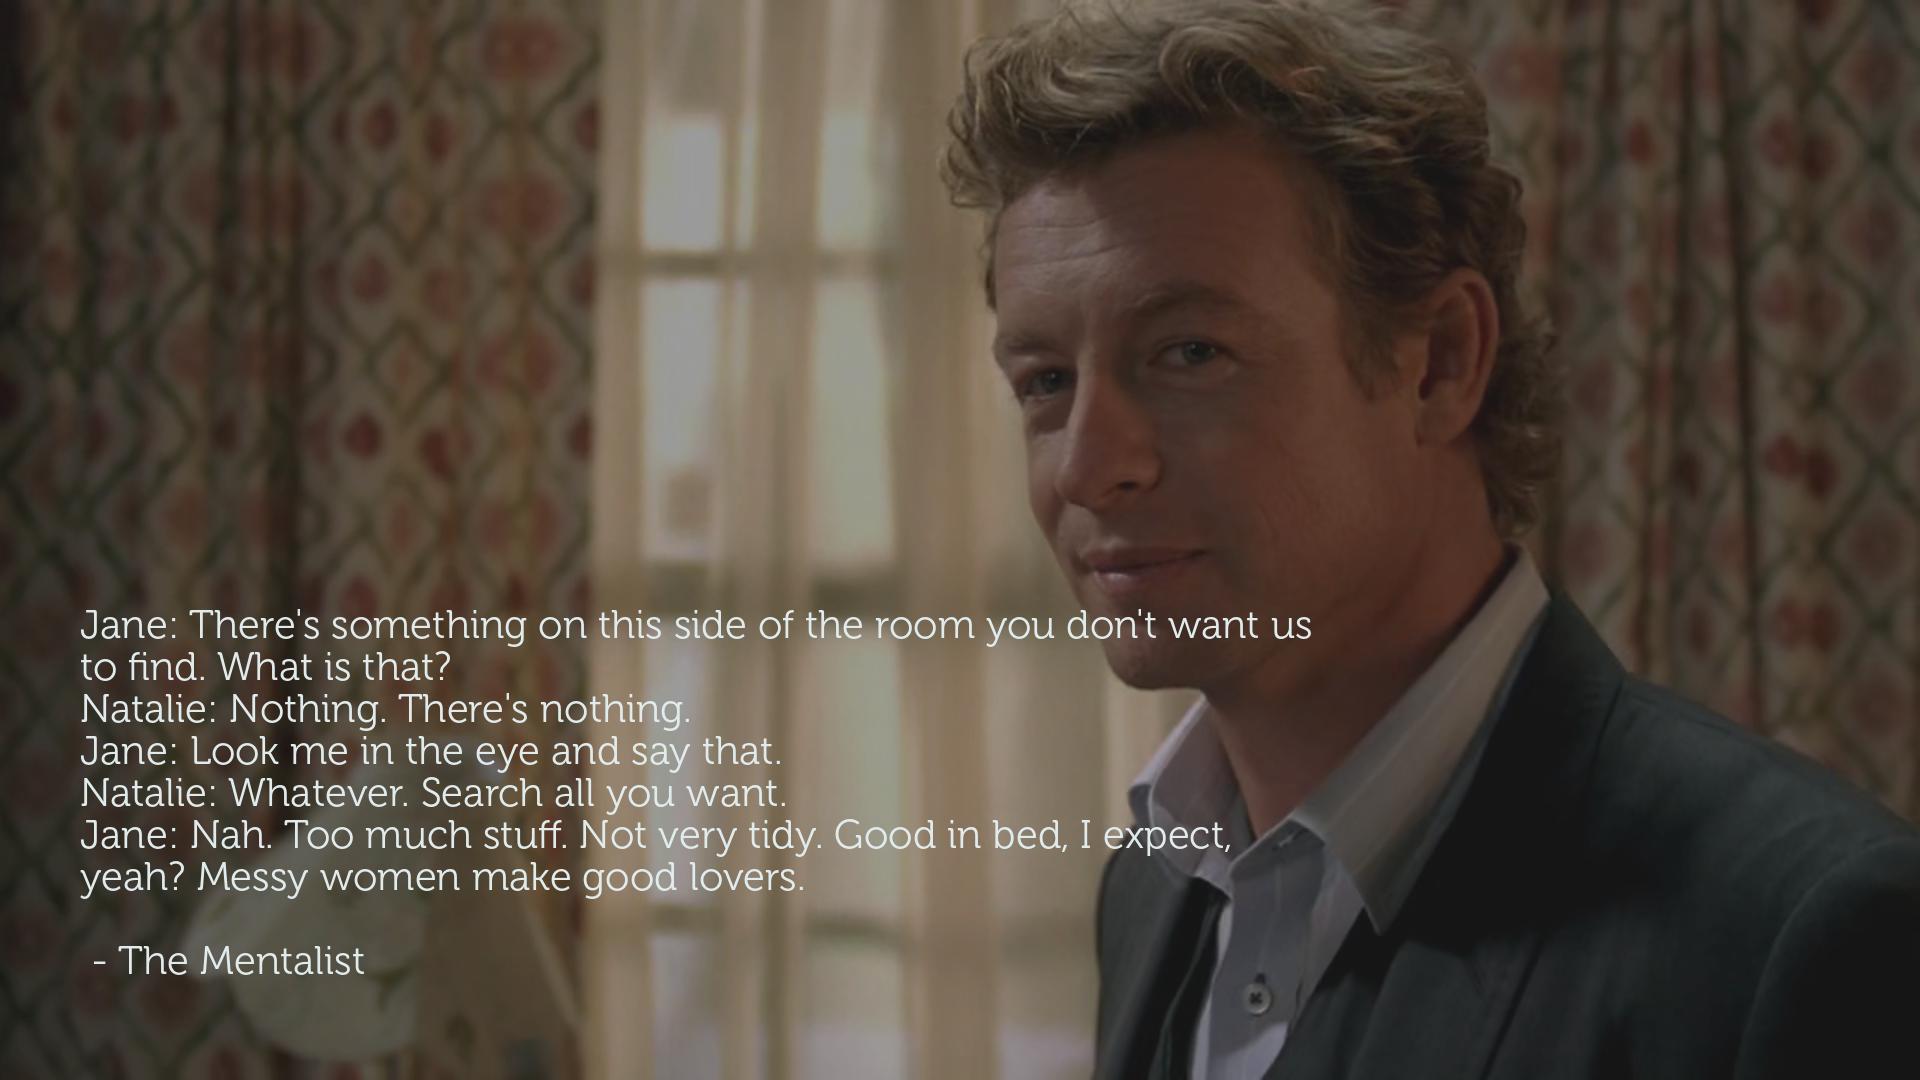 Jane: There's something on this side of the room you don't want us
to find. What is that?
Natalie: Nothing. There's nothing.
Jane: Look me in the eye and say that.
Natalie: Whatever. Search all you want.
Jane: Nah. Too much stuff. Not very tidy. Good in bed, I expect,
yeah? Messy women make good lovers.
- The Mentalist